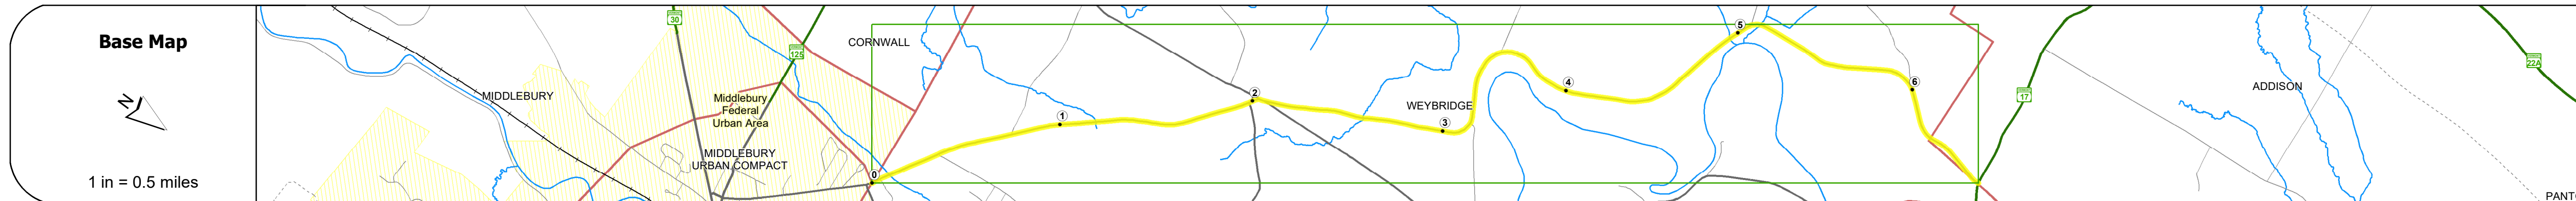 Base Map
N
1 in = 0.5 miles
MIDDLEBURY
30
125
Middlebury
Federal
Urban Area
MIDDLEBURY
URBAN COMPACT
CORNWALL
0
1
2
WEYBRIDGE
3
4
5
6
17
ADDISON
22A
PANT